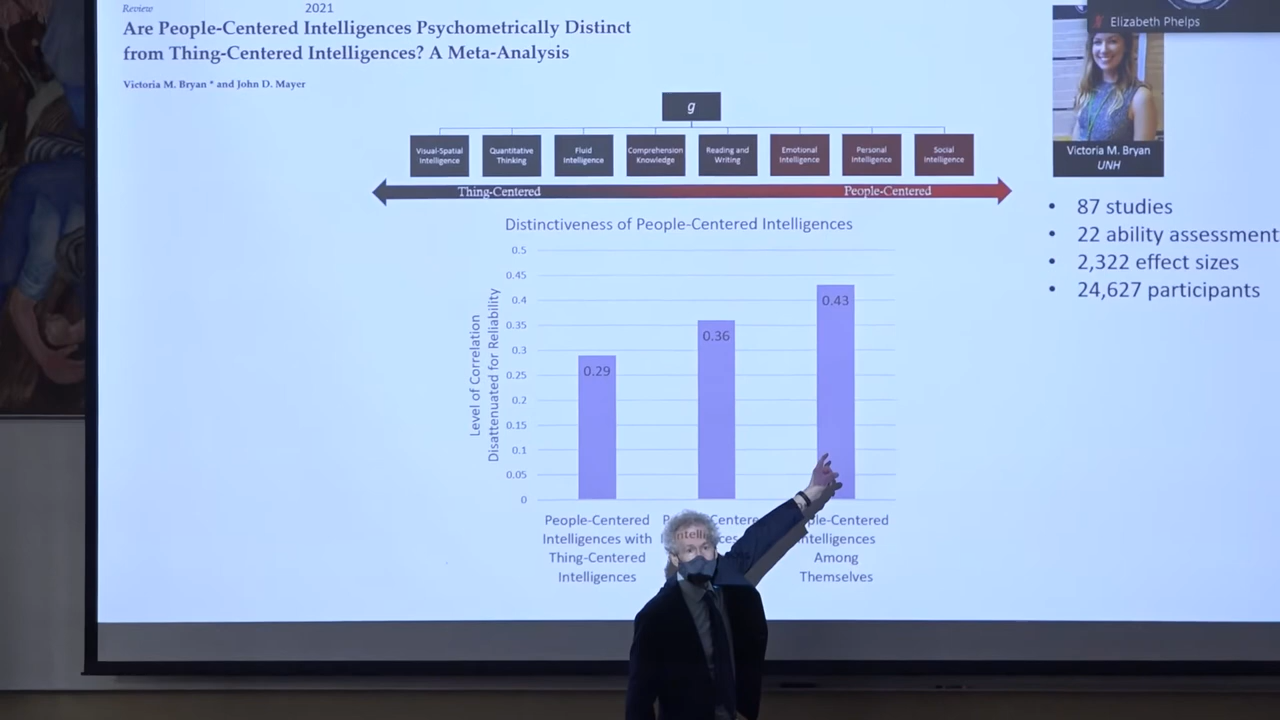 Review
2021
Are People-Centered Intelligences Psychometrically Distinct
from Thing-Centered Intelligences? A Meta-Analysis
Victoria M. Bryan * and John D. Mayer
Elizabeth Phelps
Victoria M. Bryan
UNH
g
Visual-Spatial
Intelligence
Quantitative
Thinking
Fluid
Intelligence
Comprehension
Knowledge
Reading and
Writing
Emotional
Intelligence
Personal
Intelligence
Social
Intelligence
Thing-Centered
People-Centered
• 87 studies
• 22 ability assessment
• 2,322 effect sizes
• 24,627 participants
Distinctiveness of People-Centered Intelligences
Level of Correlation
Disattenuated for Reliability
0.5
0.45
0.4
0.35
0.3
0.25
0.2
0.15
0.1
0.05
0
0.29
0.36
0.43
People-Centered
Intelligences with
Thing-Centered
Intelligences
ple-Centered
ntelligences
Among
Themselves